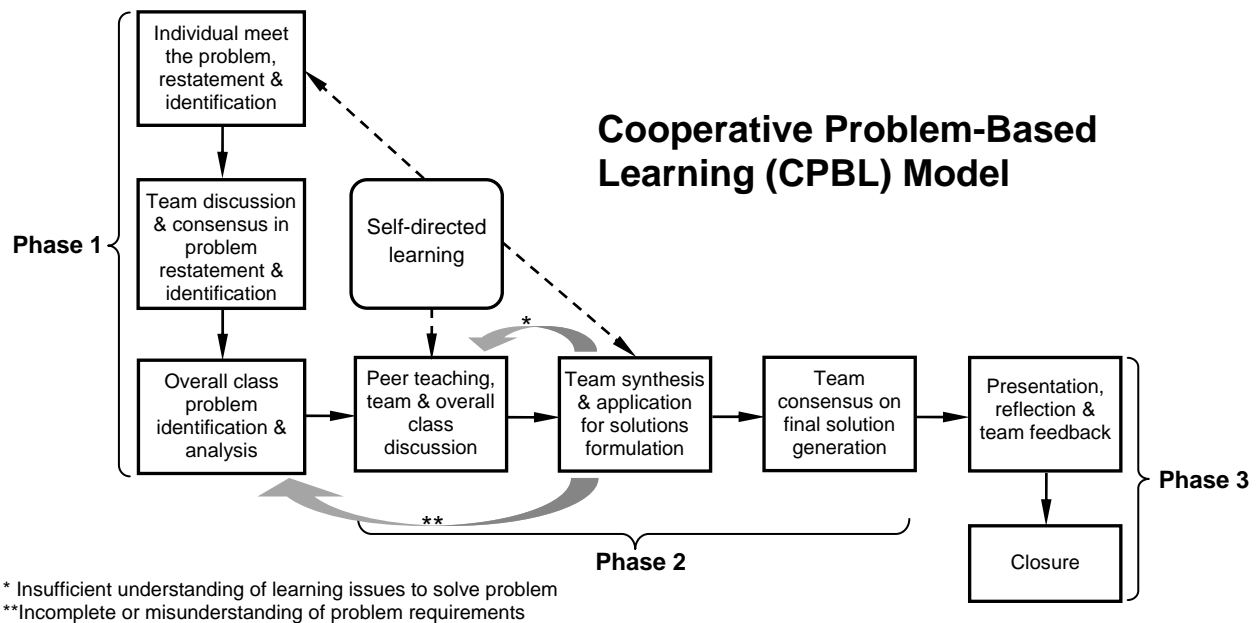 Individual meet
the problem,
restatement &
identification
Cooperative Problem-Based
Learning (CPBL) Model
Phase 1
Team discussion
& consensus in
problem
restatement &
identification
Self-directed
learning
*
Overall class
problem
identification &
analysis
Peer teaching,
team & overall
class
discussion
Team synthesis
& application
for solutions
formulation
Team
consensus on
final solution
generation
Presentation,
reflection &
team feedback
Phase 3
**
Phase 2
Closure
* Insufficient understanding of learning issues to solve problem
**Incomplete or misunderstanding of problem requirements